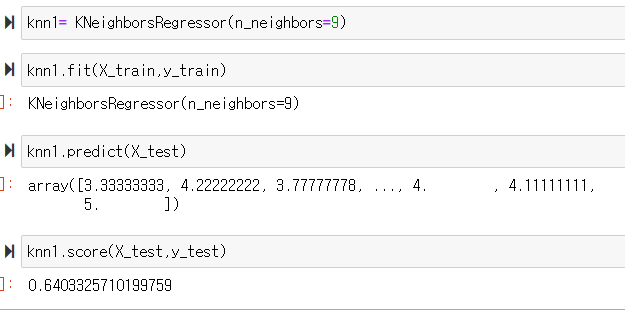 knn1= KNeighborsRegressor(n_neighbors=9)
knn1.fit(X_train,y_train)
]: KNeighborsRegressor(n_neighbors=9)
knn1.predict(X_test)
]: array([3.33333333, 4.22222222, 3.77777778, ..., 4.        , 4.11111111,
5.        ])
knn1.score(X_test,y_test)
]: 0.6403325710199759